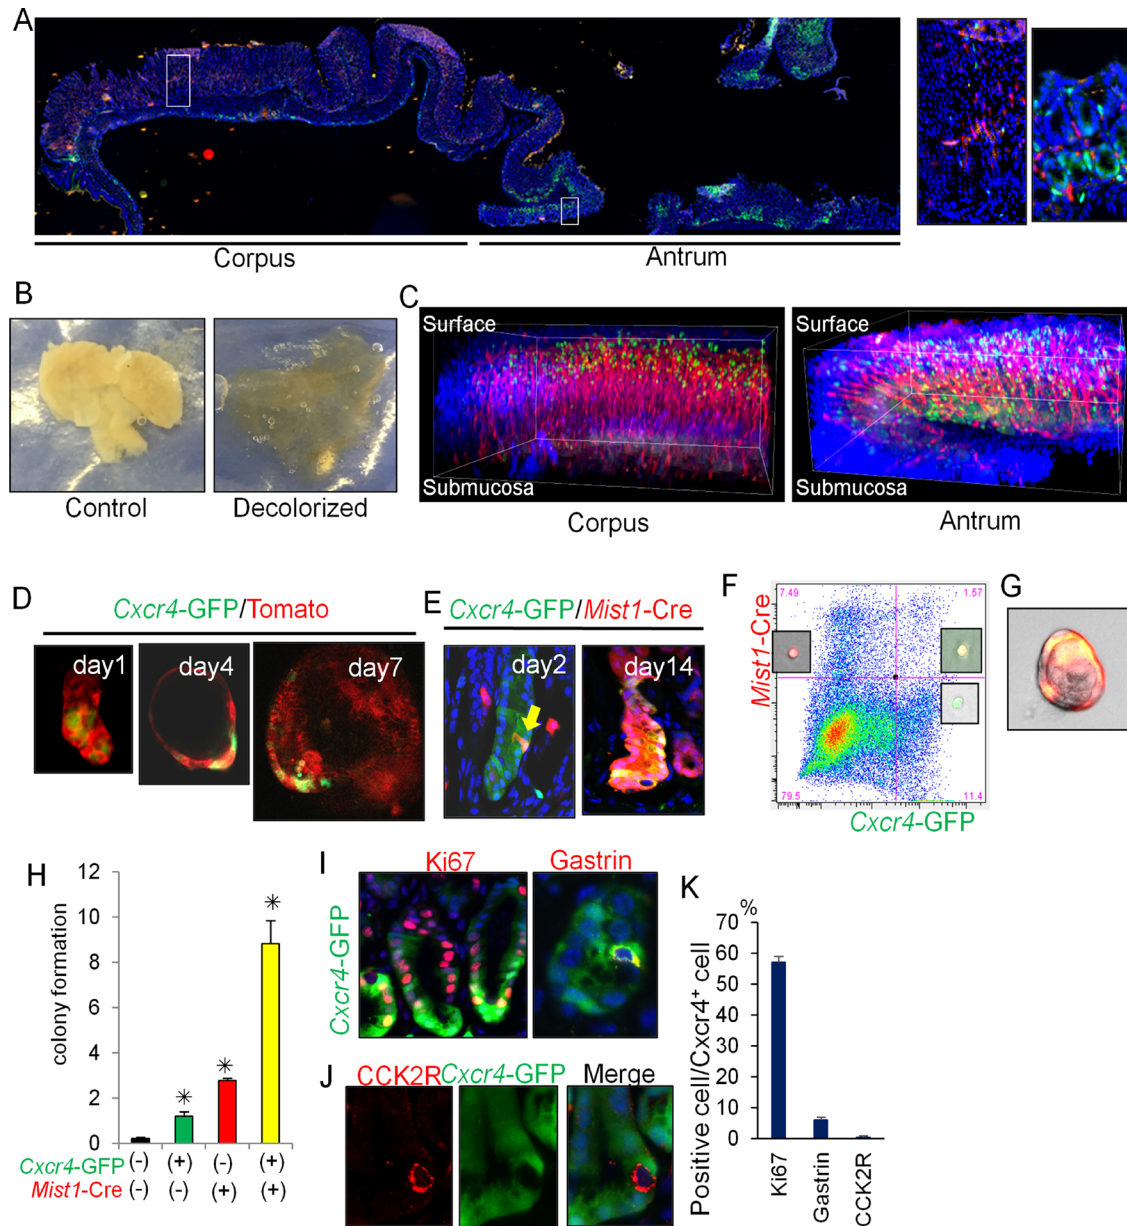 A
Corpus
Antrum
B
Control
Decolorized
C
Surface
Submucosa
Corpus
Surface
Submucosa
Antrum
D
Cxcr4-GFP/Tomato
day1
day4
day7
E
Cxcr4-GFP/Mist1-Cre
day2
day14
F
Mist1-Cre
7.49
1.57
79.5
11.4
Cxcr4-GFP
G
H
colony formation
12
10
8
6
4
2
0
Cxcr4-GFP (-) (+) (-) (+)
Mist1-Cre (-) (-) (+) (+)
I
Ki67
Gastrin
Cxcr4-GFP
J
CCK2R
Cxcr4-GFP
Merge
K
%
Positive cell/Cxcr4⁺ cell
70
60
50
40
30
20
10
0
Ki67
Gastrin
CCK2R